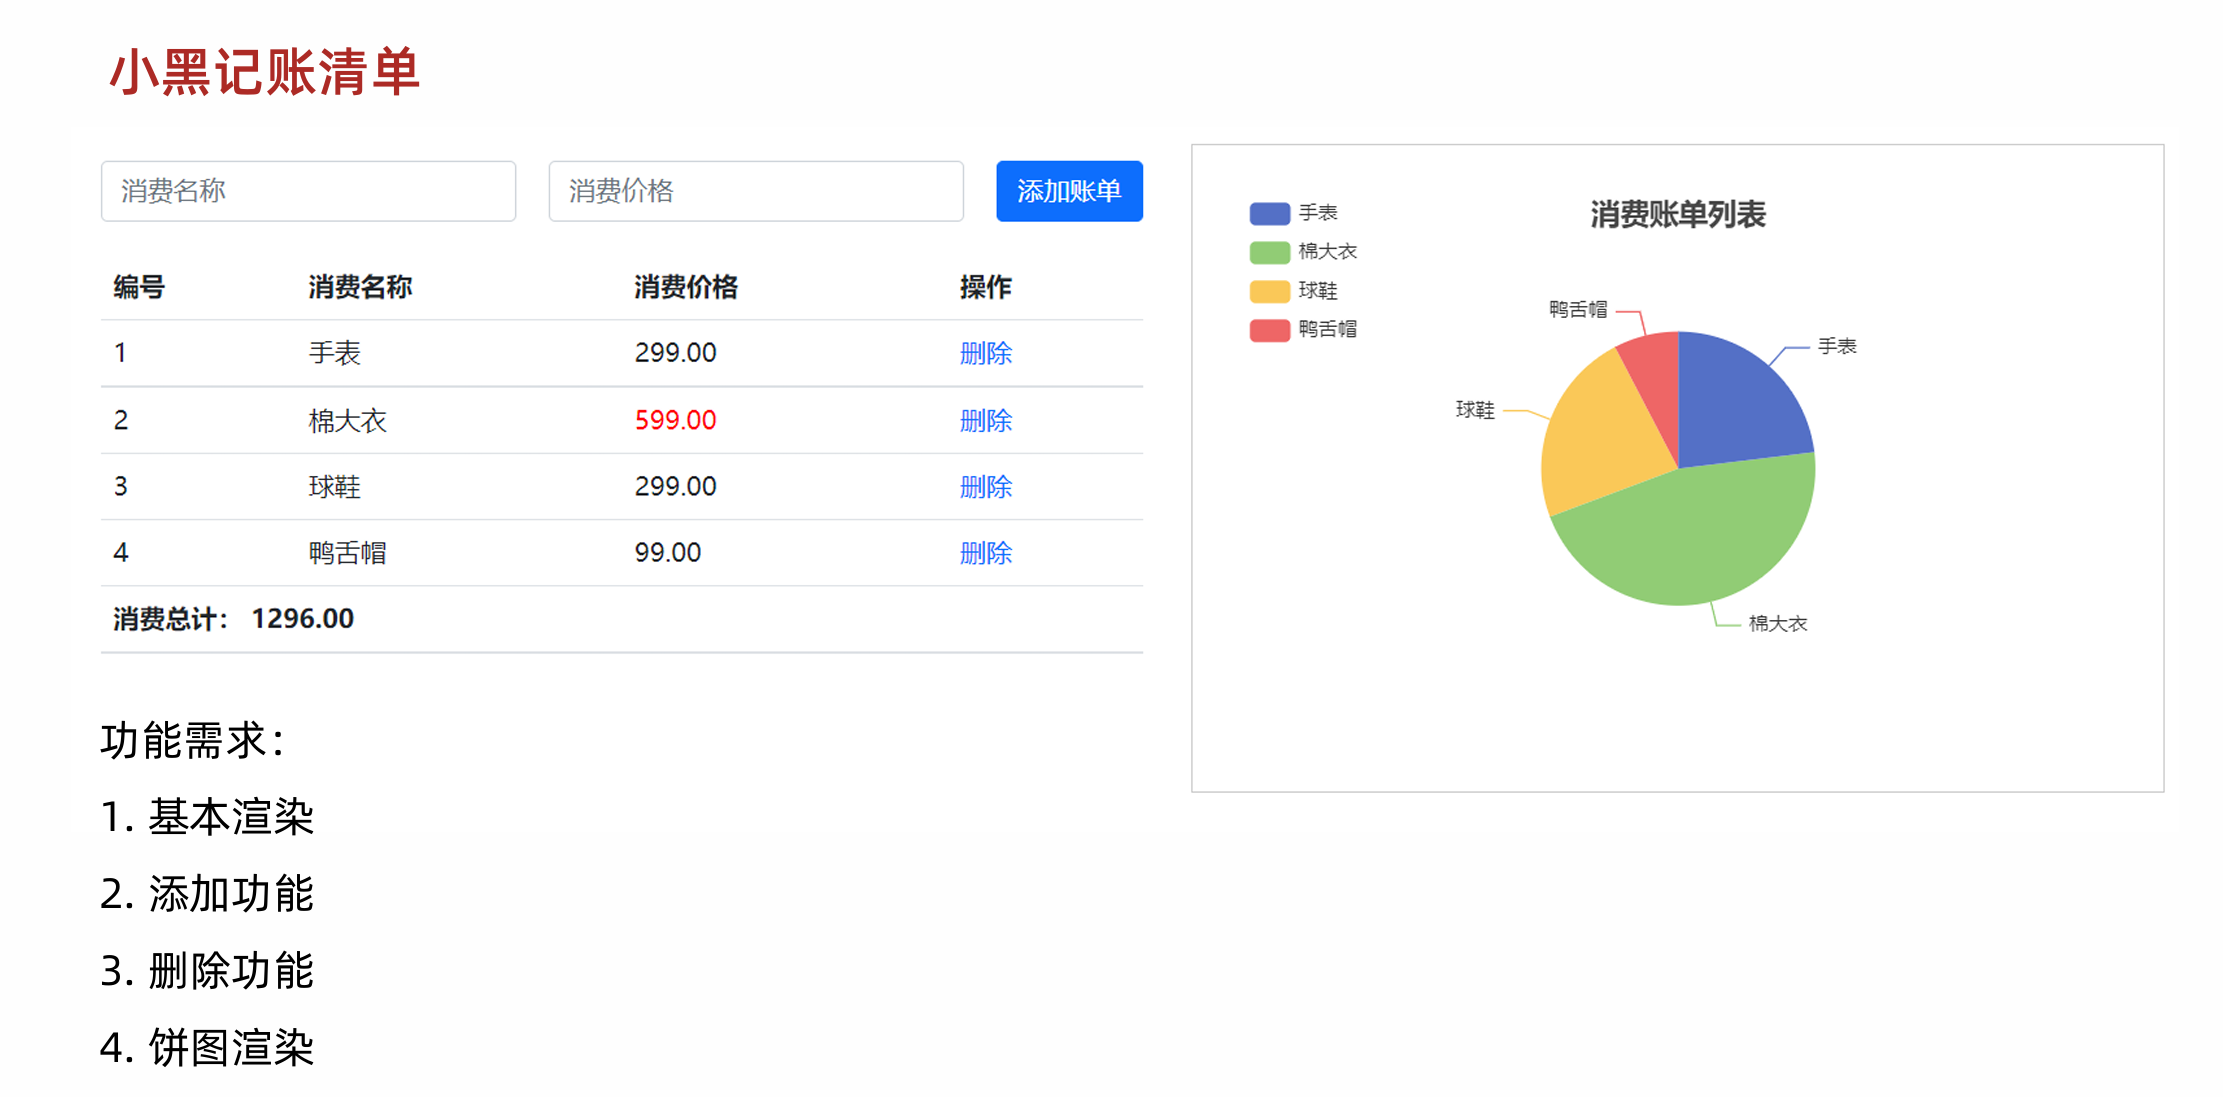 小黑记账清单
消费名称 消费价格 添加账单
编号 消费名称 消费价格 操作
1 手表 299.00 删除
2 棉大衣 599.00 删除
3 球鞋 299.00 删除
4 鸭舌帽 99.00 删除
消费总计： 1296.00
消费账单列表
手表
棉大衣
球鞋
鸭舌帽
鸭舌帽
手表
球鞋
棉大衣
功能需求：
1. 基本渲染
2. 添加功能
3. 删除功能
4. 饼图渲染